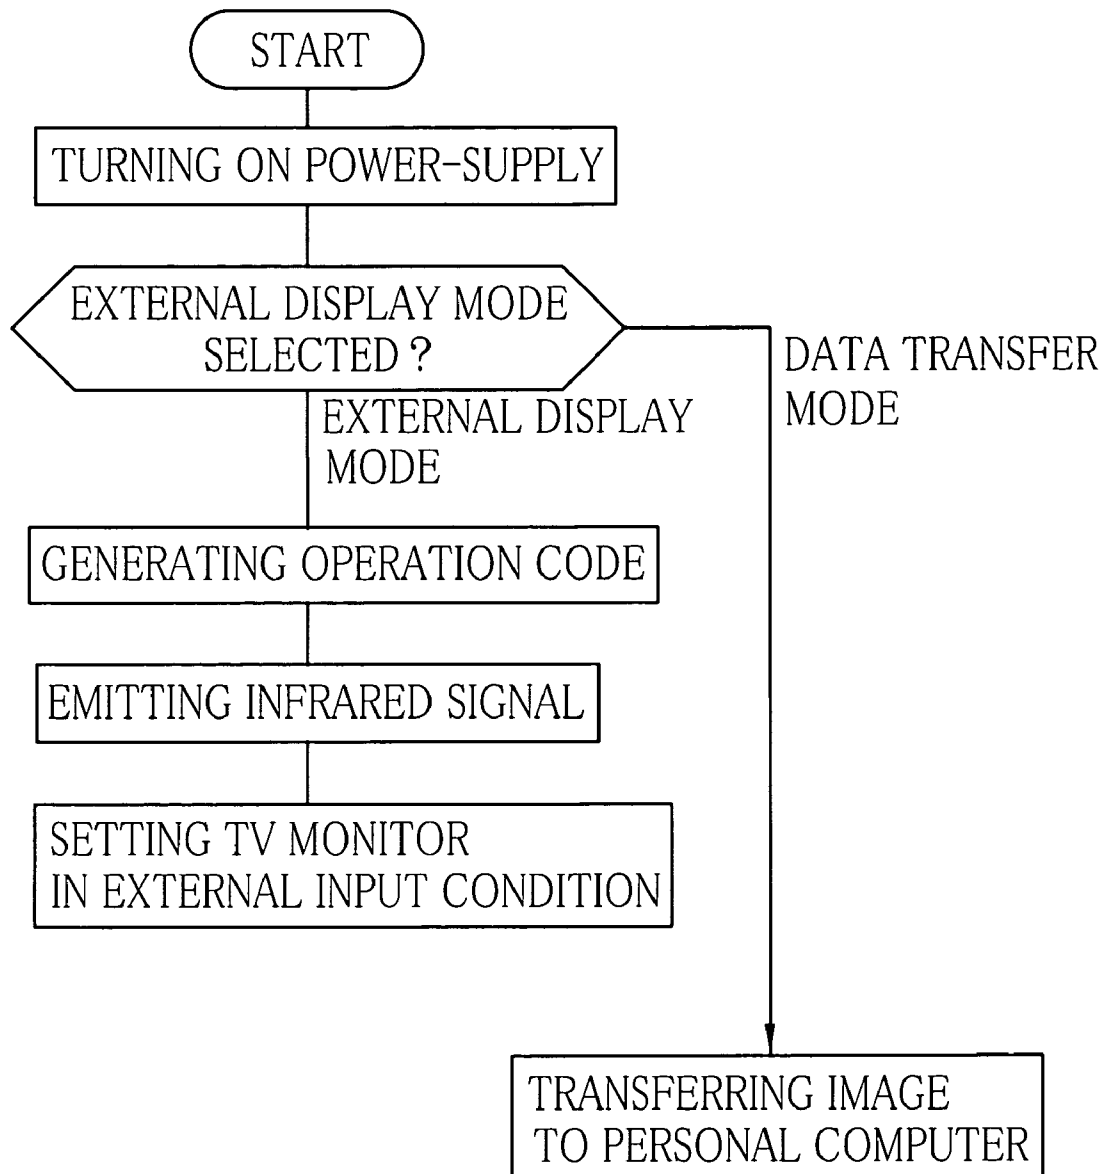 START
TURNING ON POWER-SUPPLY
EXTERNAL DISPLAY MODE
SELECTED?
DATA TRANSFER
MODE
EXTERNAL DISPLAY
MODE
GENERATING OPERATION CODE
EMITTING INFRARED SIGNAL
SETTING TV MONITOR
IN EXTERNAL INPUT CONDITION
TRANSFERRING IMAGE
TO PERSONAL COMPUTER